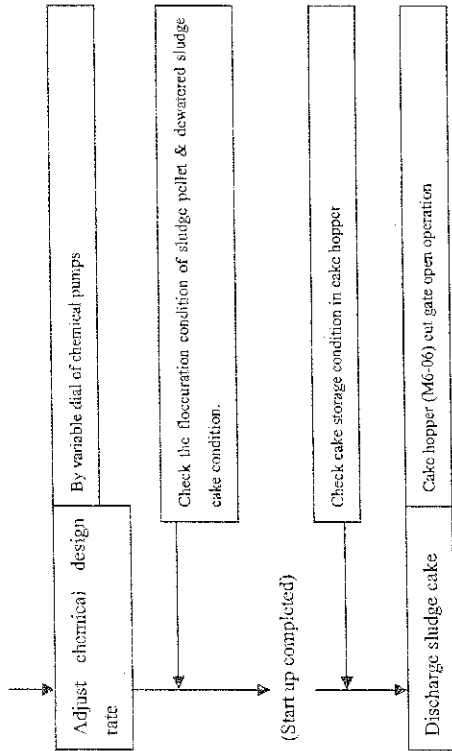 By variable dial of chemical pumps
Adjust chemical design
rate
Check the floccuration condition of sludge pellet & dewatered sludge
cake condition.
(Start up completed)
Check cake storage condition in cake hopper
Cake hopper (M6-06) cut gate open operation
Discharge sludge cake